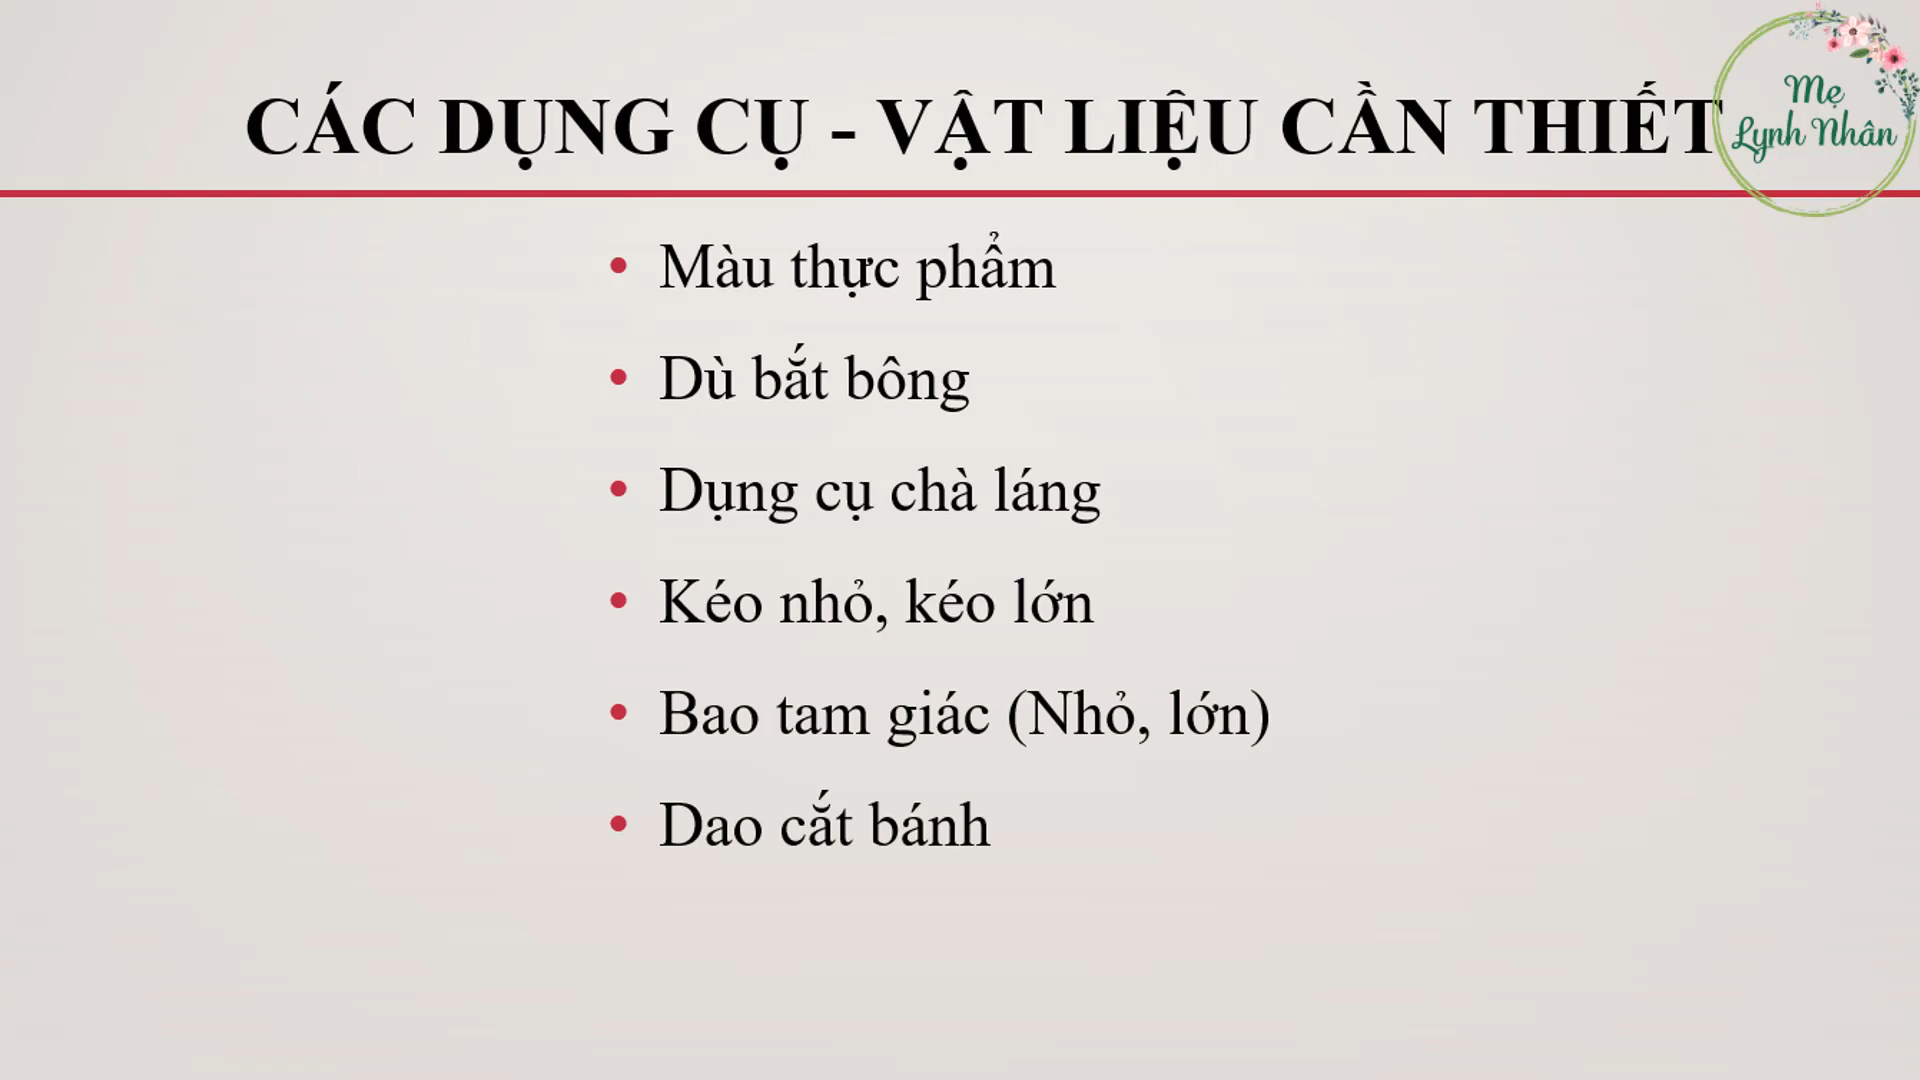 CÁC DỤNG CỤ - VẬT LIỆU CẦN THIẾT
Mẹ
Lynh Nhân
• Màu thực phẩm
• Dù bắt bông
• Dụng cụ chà láng
• Kéo nhỏ, kéo lớn
• Bao tam giác (Nhỏ, lớn)
• Dao cắt bánh